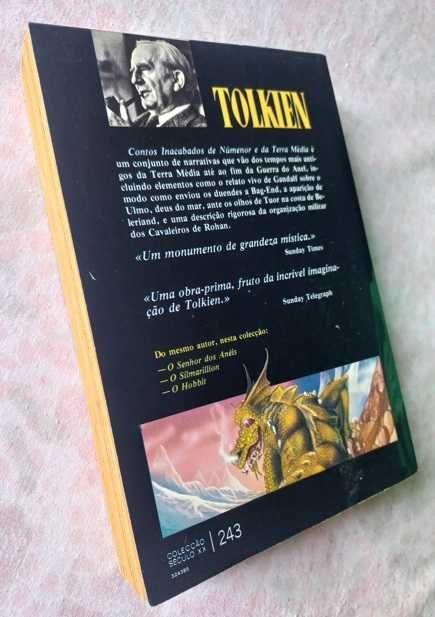 TOLKIEN
Contos Inacabados de Númenor e da Terra Média é
um conjunto de narrativas que vão dos tempos mais anti-
gos da Terra Média até ao fim da Guerra do Anel, in-
cluindo elementos como o relato vivo de Gandalf sobre o
modo como enviou os duendes a Bag-End, a aparição de
Ulmo, deus do mar, ante os olhos de Tuor na costa de Be-
leriand, e uma descrição rigorosa da organização militar
dos Cavaleiros de Rohan.
«Um monumento de grandeza mística.»
Sunday Times
«Uma obra-prima, fruto da incrível imagina-
ção de Tolkien.»
Sunday Telegraph
Do mesmo autor, nesta colecção:
—O Senhor dos Anéis
—O Silmarillion
—O Hobbit
COLECÇÃO
SÉCULO XX
243
324395